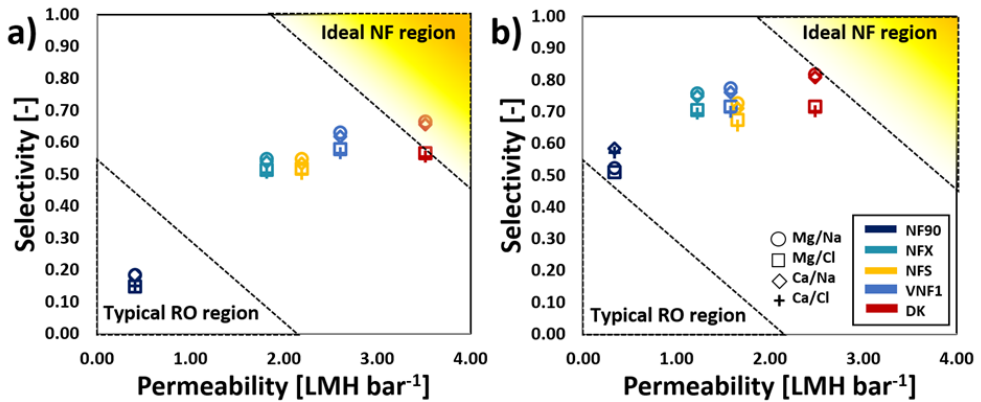 a)
Selectivity [-]
1.00
0.90
0.80
0.70
0.60
0.50
0.40
0.30
0.20
0.10
0.00
Ideal NF region
Typical RO region
0.00 1.00 2.00 3.00 4.00
Permeability [LMH bar⁻¹]
b)
Selectivity [-]
1.00
0.90
0.80
0.70
0.60
0.50
0.40
0.30
0.20
0.10
0.00
Ideal NF region
Mg/Na
Mg/Cl
Ca/Na
Ca/Cl
NF90
NFX
NFS
VNF1
DK
Typical RO region
0.00 1.00 2.00 3.00 4.00
Permeability [LMH bar⁻¹]